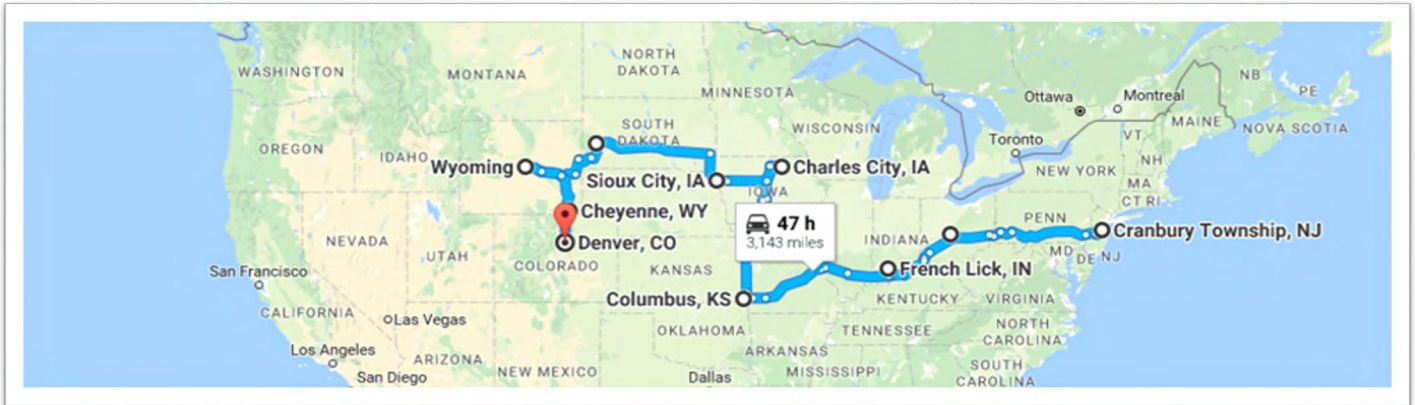 WASHINGTON
MONTANA
NORTH
DAKOTA
MINNESOTA
Ottawa
Montreal
NB
PE
MAINE
NOVA SCOTIA
OREGON
IDAHO
SOUTH
DAKOTA
WISCONSIN
Toronto
VT
NH
NEW YORK
MA
CT RI
Wyoming
Sioux City, IA
Charles City, IA
IOWA
Cheyenne, WY
47 h
3,143 miles
PENN
Cranbury Township, NJ
NEVADA
UTAH
Denver, CO
COLORADO
KANSAS
INDIANA
MD
DE
NJ
San Francisco
French Lick, IN
CALIFORNIA
Columbus, KS
KENTUCKY
VIRGINIA
Las Vegas
OKLAHOMA
TENNESSEE
NORTH
CAROLINA
Los Angeles
ARIZONA
NEW MEXICO
ARKANSAS
San Diego
Dallas
MISSISSIPPI
SOUTH
CAROLINA